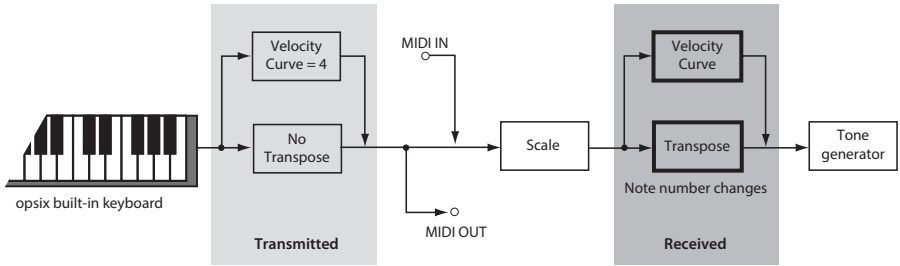 Velocity
Curve = 4
No
Transpose
opsix built-in keyboard
Transmitted
MIDI IN
MIDI OUT
Scale
Velocity
Curve
Transpose
Note number changes
Received
Tone
generator